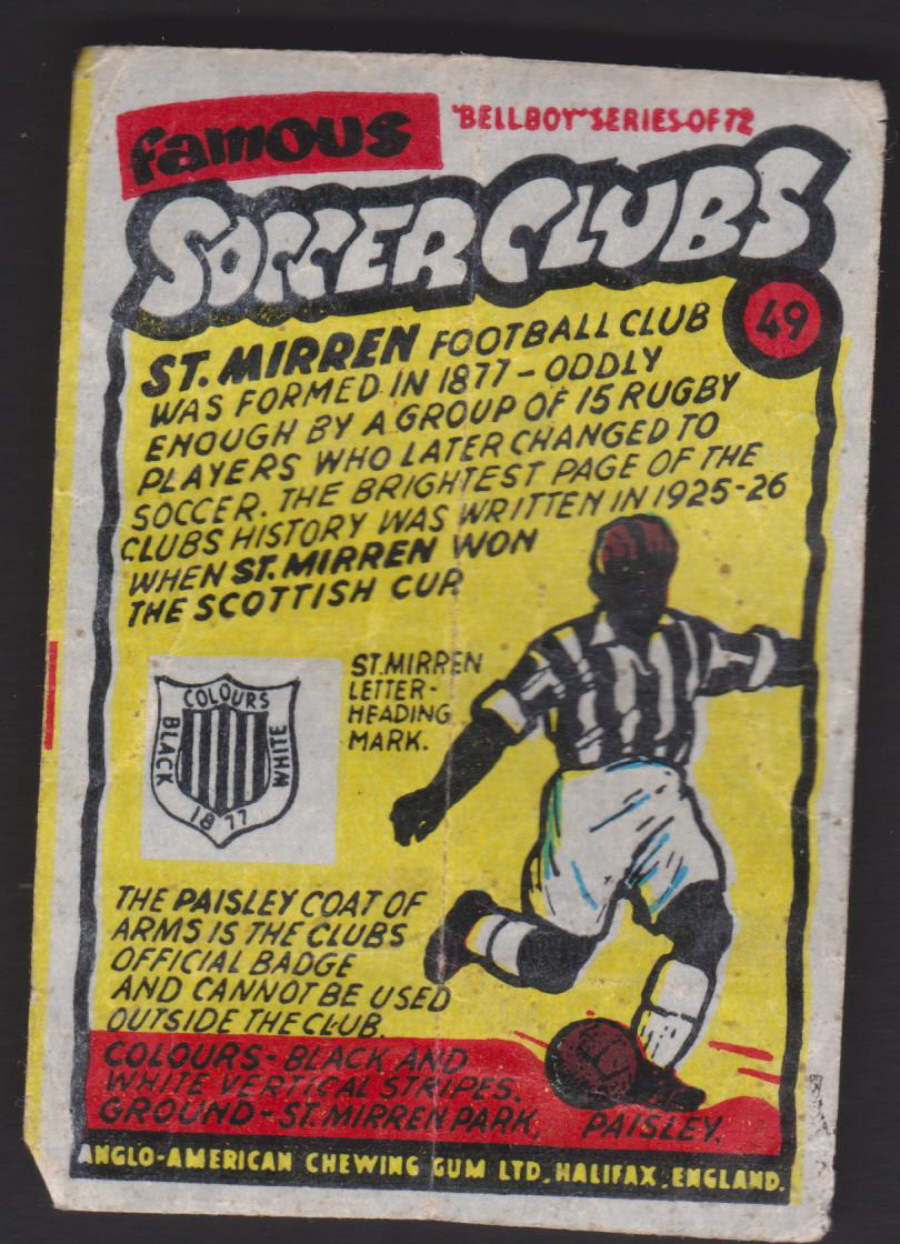 famous
"BELLBOY" SERIES OF 72
SOCCER CLUBS
49
ST. MIRREN FOOTBALL CLUB
WAS FORMED IN 1877 - ODDLY
ENOUGH BY A GROUP OF 15 RUGBY
PLAYERS WHO LATER CHANGED TO
SOCCER. THE BRIGHTEST PAGE OF THE
CLUBS HISTORY WAS WRITTEN IN 1925-26
WHEN ST. MIRREN WON
THE SCOTTISH CUP.
COLOURS
BLACK
WHITE
1877
ST. MIRREN
LETTER-
HEADING
MARK.
THE PAISLEY COAT OF
ARMS IS THE CLUBS
OFFICIAL BADGE
AND CANNOT BE USED
OUTSIDE THE CLUB.
COLOURS - BLACK AND
WHITE VERTICAL STRIPES.
GROUND - ST. MIRREN PARK, PAISLEY.
ANGLO-AMERICAN CHEWING GUM LTD, HALIFAX, ENGLAND.